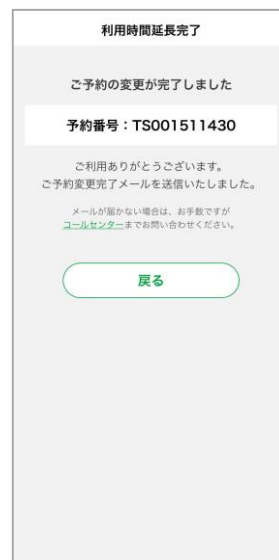 利用時間延長完了
ご予約の変更が完了しました
予約番号：TS001511430
ご利用ありがとうございます。
ご予約変更完了メールを送信いたしました。
メールが届かない場合は、お手数ですが
コールセンターまでお問い合わせください。
戻る